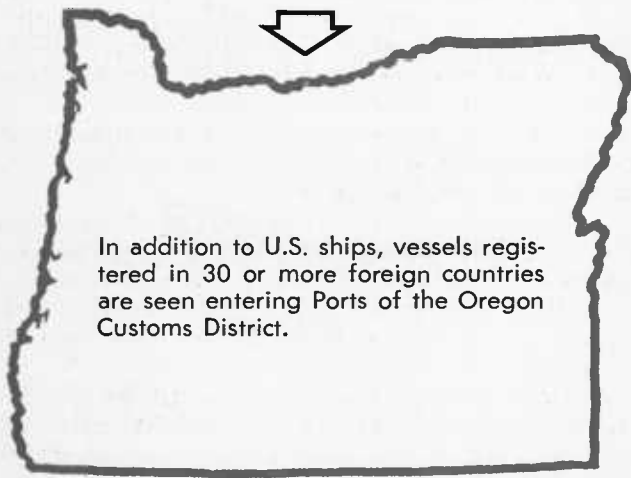 In addition to U.S. ships, vessels regis-
tered in 30 or more foreign countries
are seen entering Ports of the Oregon
Customs District.